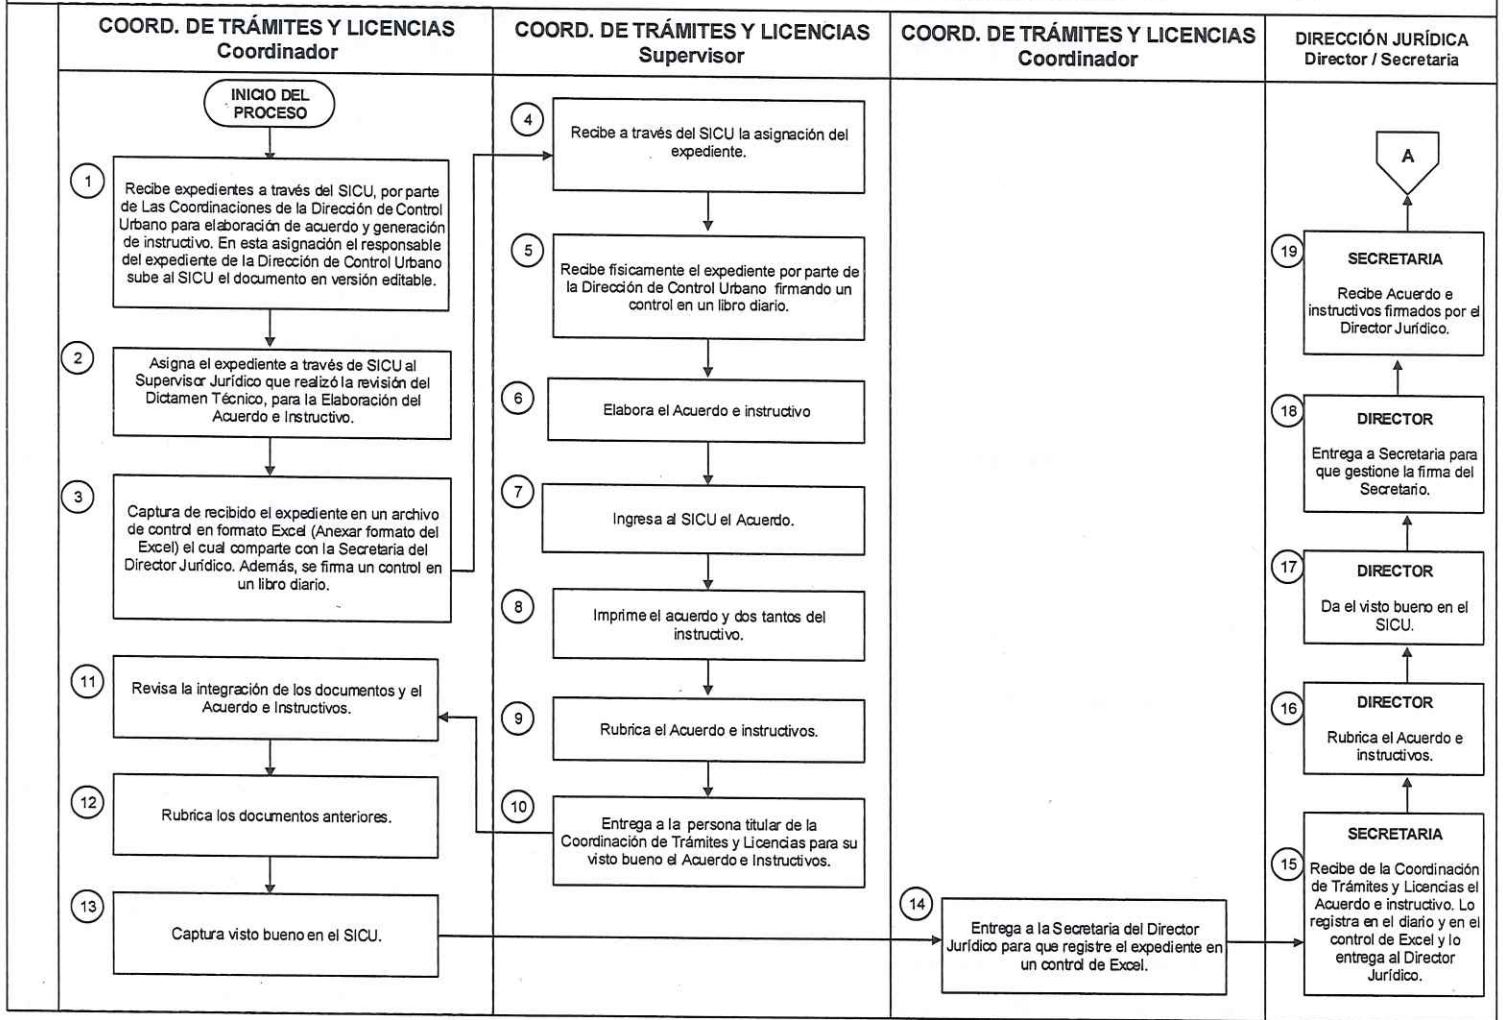 COORD. DE TRÁMITES Y LICENCIAS
Coordinador
COORD. DE TRÁMITES Y LICENCIAS
Supervisor
COORD. DE TRÁMITES Y LICENCIAS
Coordinador
DIRECCIÓN JURÍDICA
Director / Secretaria
INICIO DEL
PROCESO
1
Recibe expedientes a través del SICU, por parte
de Las Coordinaciones de la Dirección de Control
Urbano para elaboración de acuerdo y generación
de instructivo. En esta asignación el responsable
del expediente de la Dirección de Control Urbano
sube al SICU el documento en versión editable.
2
Asigna el expediente a través de SICU al
Supervisor Jurídico que realizó la revisión del
Dictamen Técnico, para la Elaboración del
Acuerdo e Instructivo.
3
Captura de recibido el expediente en un archivo
de control en formato Excel (Anexar formato del
Excel) el cual comparte con la Secretaria del
Director Jurídico. Además, se firma un control en
un libro diario.
4
Recibe a través del SICU la asignación del
expediente.
5
Recibe físicamente el expediente por parte de
la Dirección de Control Urbano firmando un
control en un libro diario.
6
Elabora el Acuerdo e instructivo
7
Ingresa al SICU el Acuerdo.
8
Imprime el acuerdo y dos tantos del
instructivo.
9
Rubrica el Acuerdo e instructivos.
10
Entrega a la persona titular de la
Coordinación de Trámites y Licencias para su
visto bueno el Acuerdo e Instructivos.
11
Revisa la integración de los documentos y el
Acuerdo e Instructivos.
12
Rubrica los documentos anteriores.
13
Captura visto bueno en el SICU.
14
Entrega a la Secretaria del Director
Jurídico para que registre el expediente en
un control de Excel.
15
SECRETARIA
Recibe de la Coordinación
de Trámites y Licencias el
Acuerdo e instructivo. Lo
registra en el diario y en el
control de Excel y lo
entrega al Director
Jurídico.
16
DIRECTOR
Rubrica el Acuerdo e
instructivos.
17
DIRECTOR
Da el visto bueno en el
SICU.
18
DIRECTOR
Entrega a Secretaria para
que gestione la firma del
Secretario.
19
SECRETARIA
Recibe Acuerdo e
instructivos firmados por el
Director Jurídico.
A